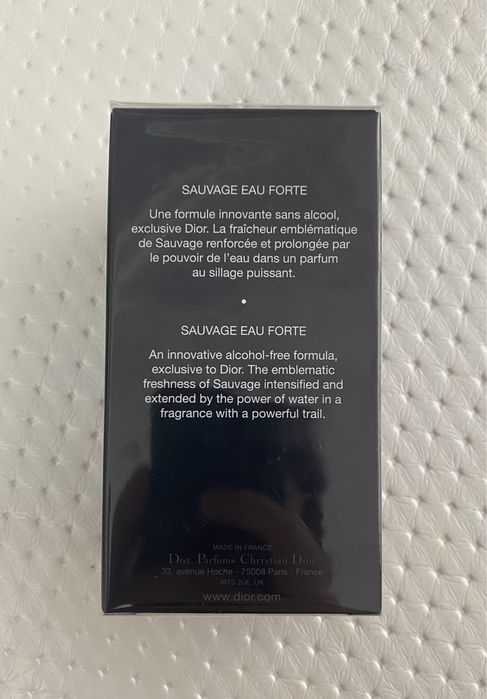 SAUVAGE EAU FORTE
Une formule innovante sans alcool,
exclusive Dior. La fraîcheur emblématique
de Sauvage renforcée et prolongée par
le pouvoir de l'eau dans un parfum
au sillage puissant.
•
SAUVAGE EAU FORTE
An innovative alcohol-free formula,
exclusive to Dior. The emblematic
freshness of Sauvage intensified and
extended by the power of water in a
fragrance with a powerful trail.
MADE IN FRANCE
Dist. Parfums Christian Dior
33, avenue Hoche - 75008 Paris - France
W1S 2UE, UK
www.dior.com